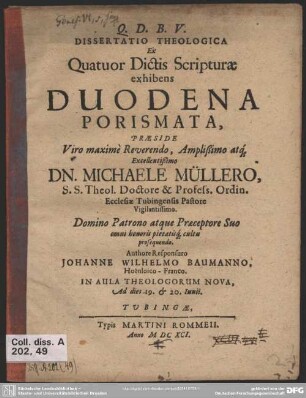 Q. D. B. V.
DISSERTATIO THEOLOGICA
Ex
Quatuor Dictis Scripturæ
exhibens
DUODENA
PORISMATA,
PRÆSIDE
Viro maximè Reverendo, Amplissimo atq;
Excellentissimo
DN. MICHAELE MÜLLERO,
S. S. Theol. Doctore & Profess. Ordin.
Ecclesiæ Tubingensis Pastore
Vigilantissimo.
Domino Patrono atque Præceptore Suo
omni honoris pietatisq; cultu
prosequendo.
Authore Responsuro
JOHANNE WILHELMO BAUMANNO,
Hohenloico-Franco.
IN AULA THEOLOGORUM NOVA,
Ad dies 19. & 20. Junii.
TUBINGÆ,
Typis MARTINI ROMMEII.
Anno M DC XCI.
Coll. diss. A
202, 49